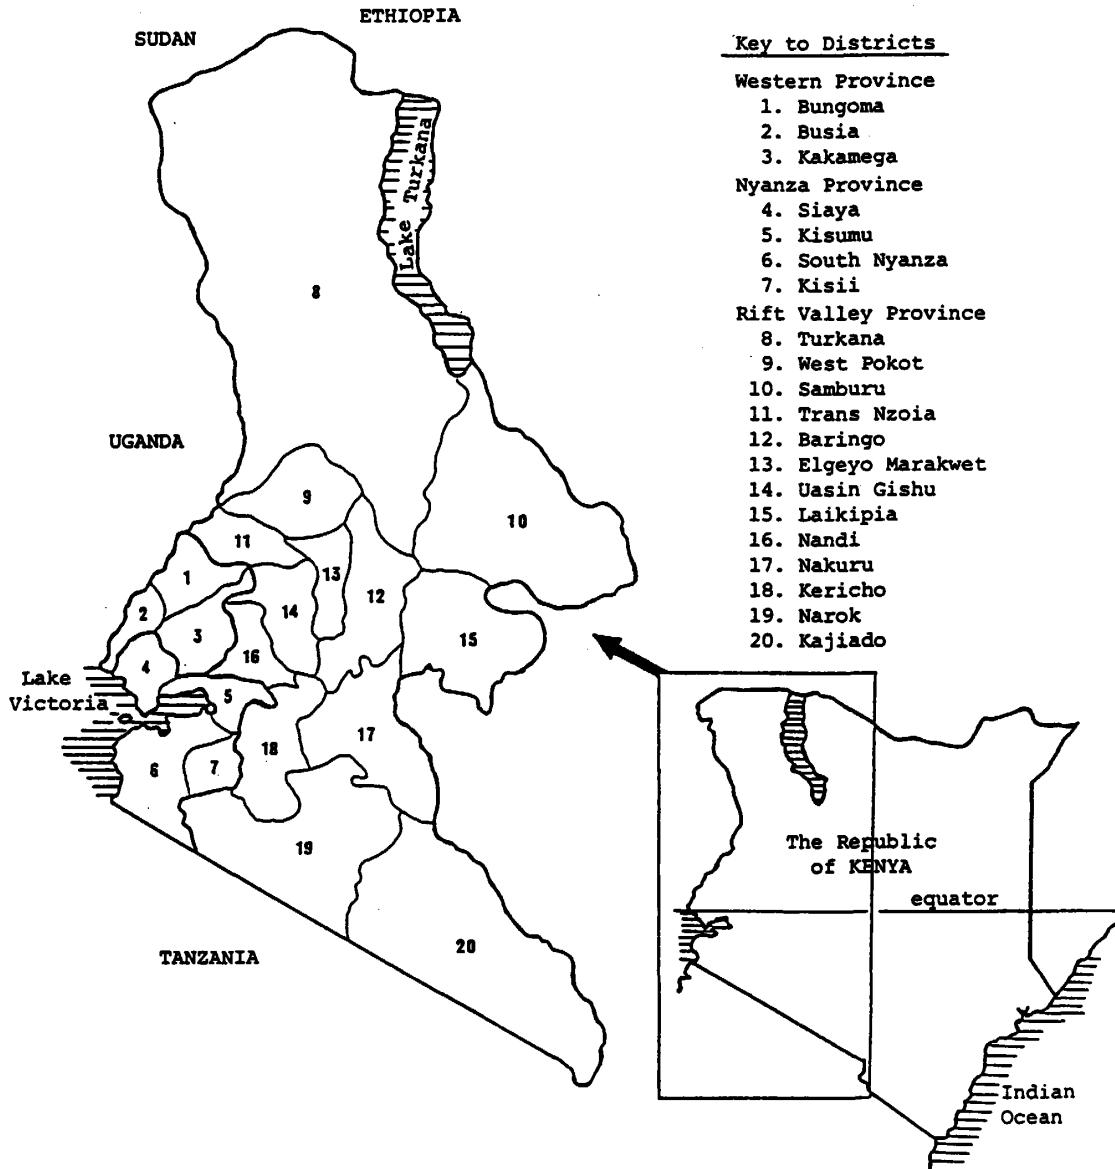 ETHIOPIA
SUDAN
Key to Districts
Western Province
1. Bungoma
2. Busia
3. Kakamega
Nyanza Province
4. Siaya
5. Kisumu
6. South Nyanza
7. Kisii
Rift Valley Province
8. Turkana
9. West Pokot
10. Samburu
11. Trans Nzoia
12. Baringo
13. Elgeyo Marakwet
14. Uasin Gishu
15. Laikipia
16. Nandi
17. Nakuru
18. Kericho
19. Narok
20. Kajiado
Lake Turkana
8
UGANDA
9
10
11
1
13
12
2
14
3
15
4
16
Lake
Victoria
5
17
18
6
7
19
20
TANZANIA
The Republic
of KENYA
equator
Indian
Ocean